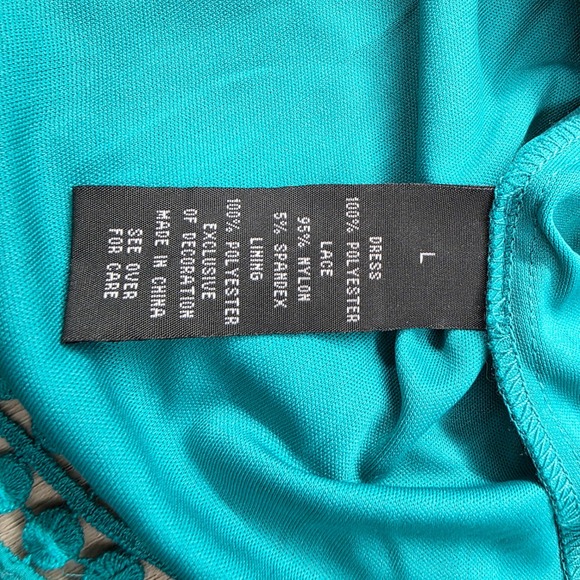 L
DRESS
100% POLYESTER
LACE
95% NYLON
5% SPANDEX
LINING
100% POLYESTER
EXCLUSIVE
OF DECORATION
MADE IN CHINA
SEE OVER
FOR CARE